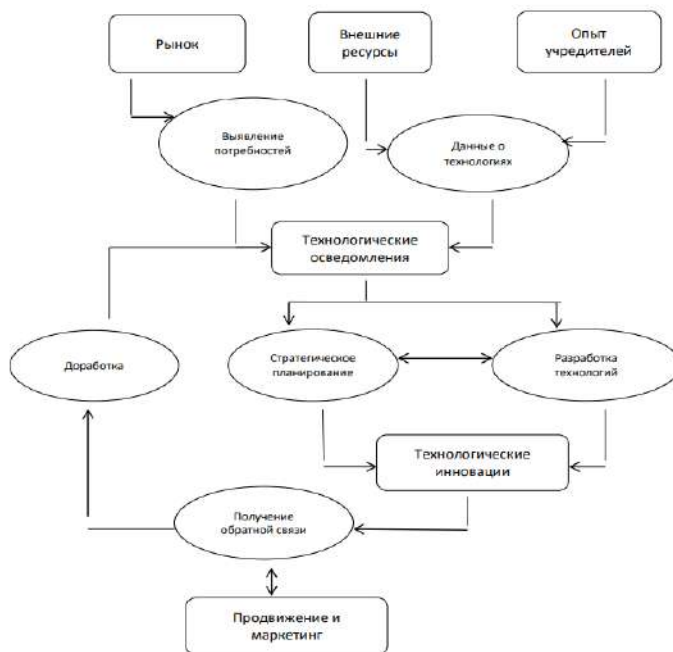 Рынок
Внешние
ресурсы
Опыт
учредителей
Выявление
потребностей
Данные о
технологиях
Технологические
осведомления
Доработка
Стратегическое
планирование
Разработка
технологий
Технологические
инновации
Получение
обратной связи
Продвижение и
маркетинг